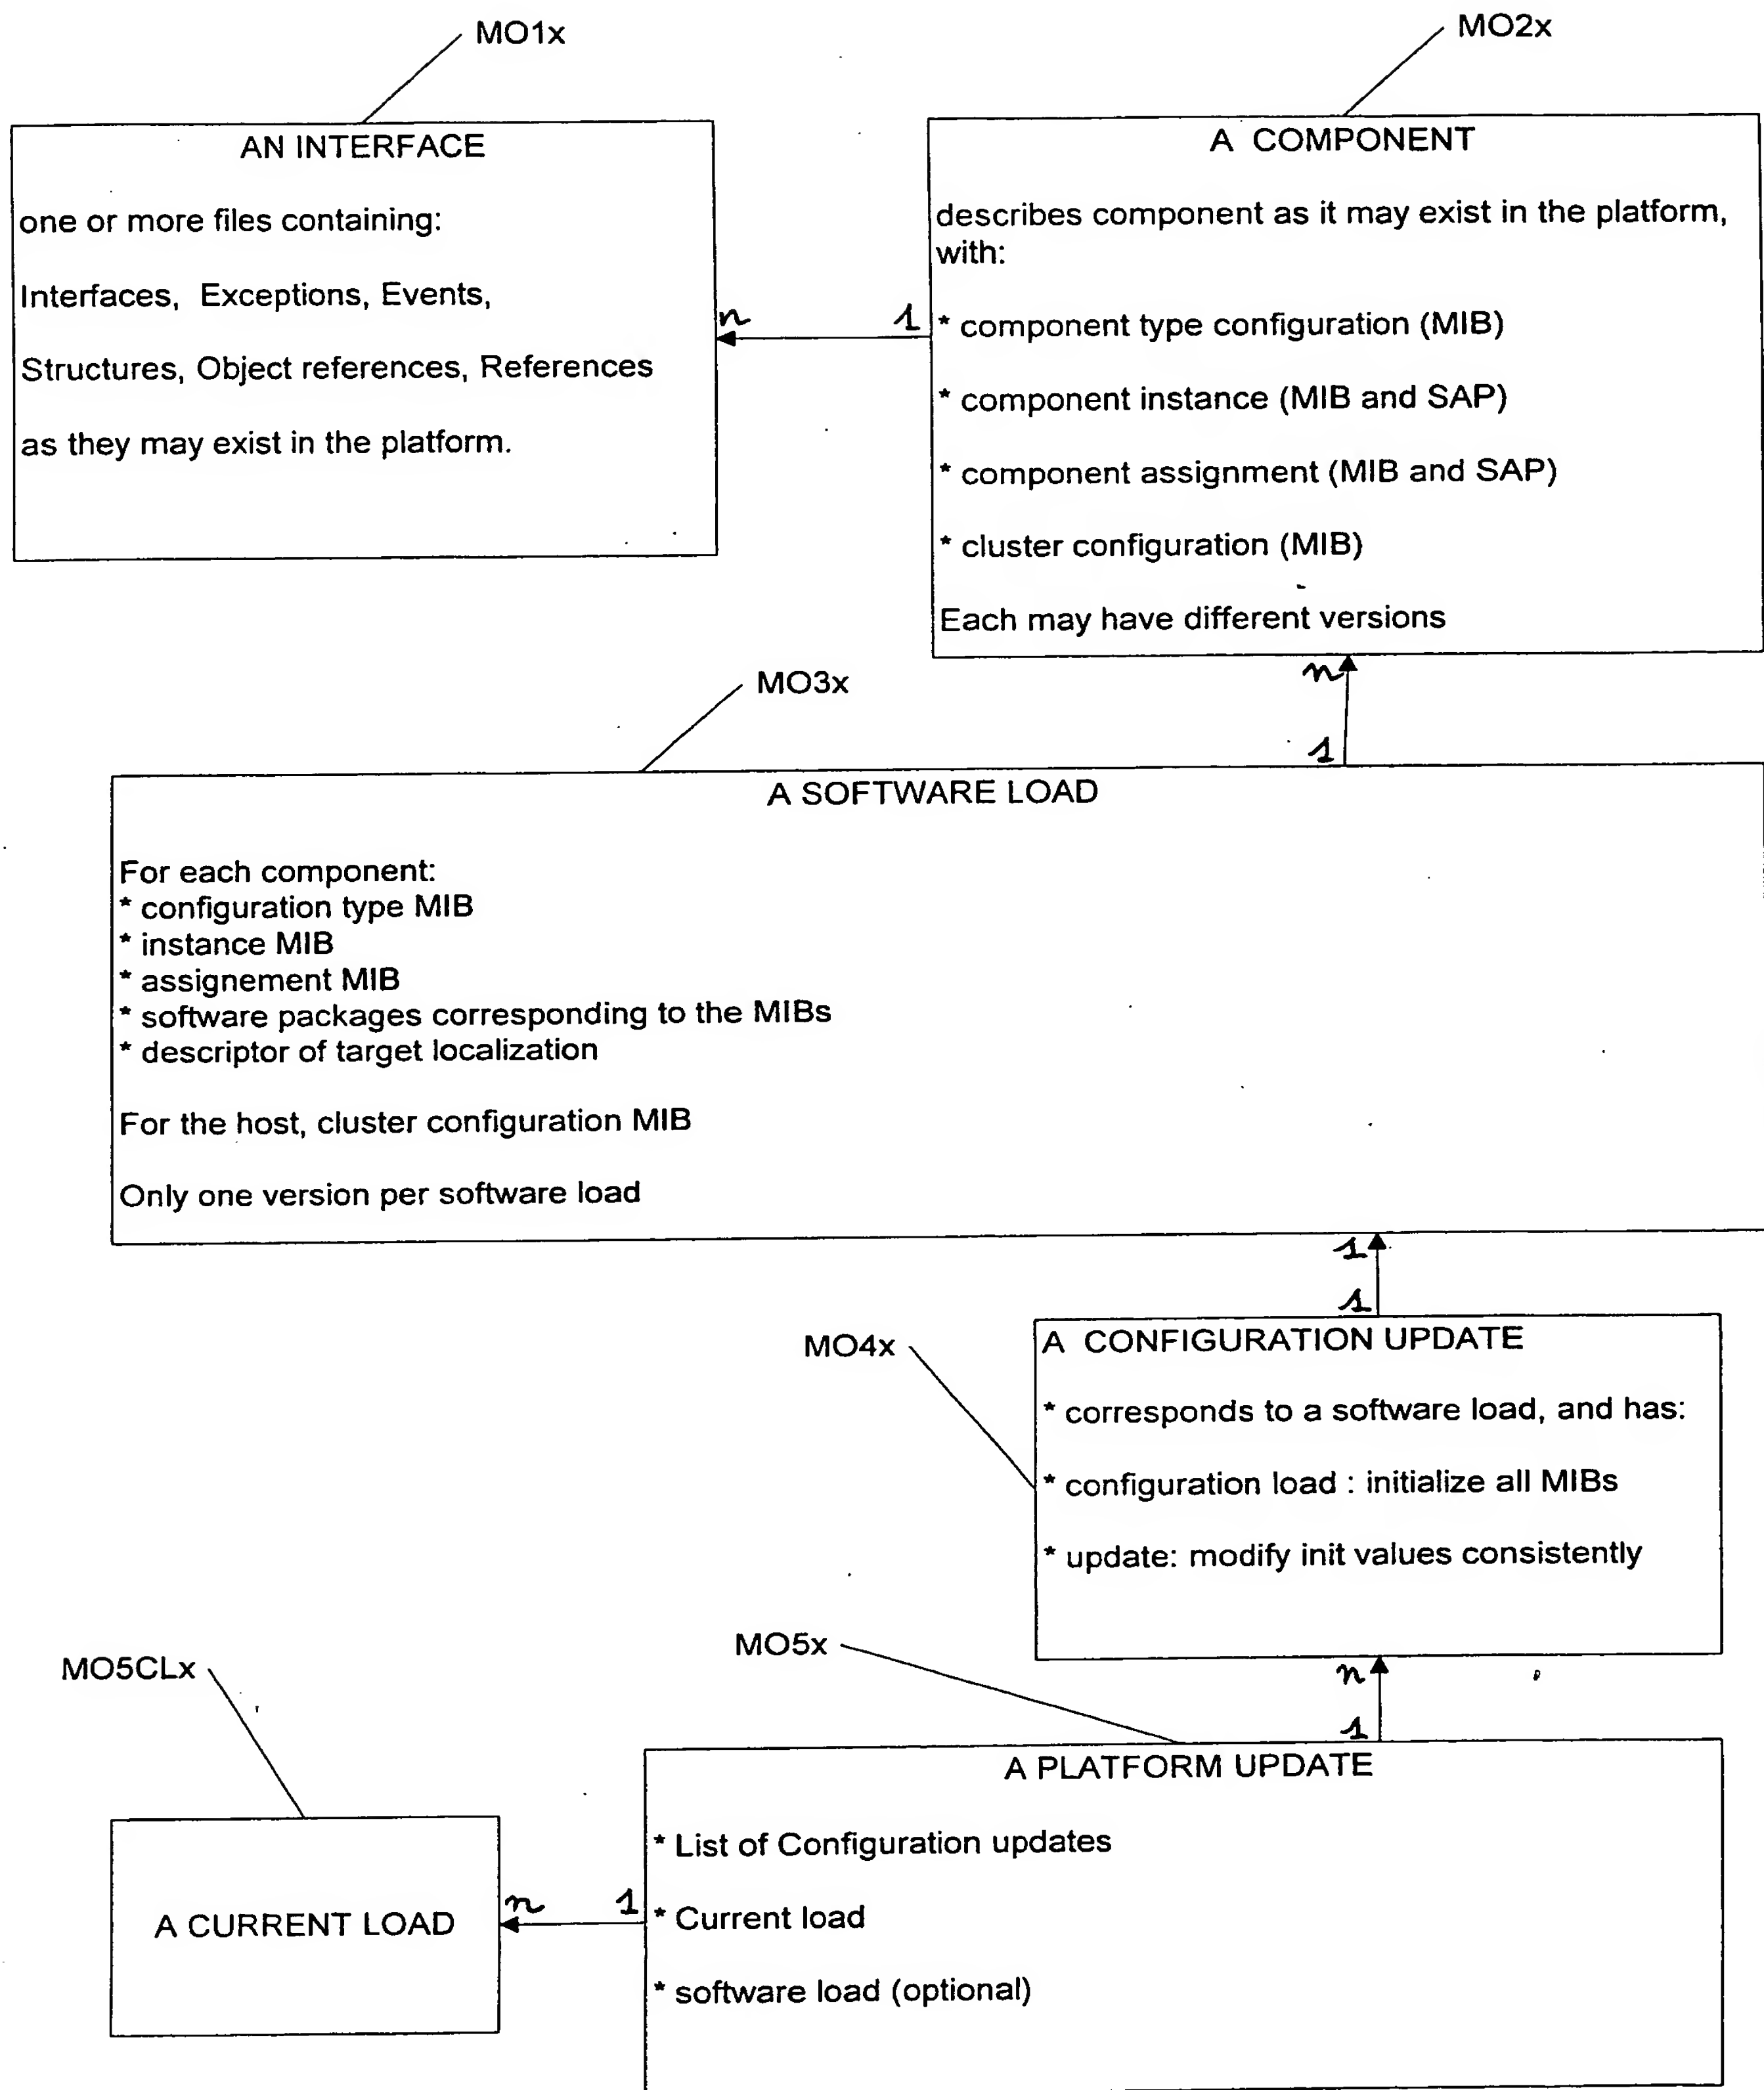 MO1x
MO2x
AN INTERFACE
one or more files containing:
Interfaces, Exceptions, Events,
Structures, Object references, References
as they may exist in the platform.
n 1
A COMPONENT
describes component as it may exist in the platform,
with:
* component type configuration (MIB)
* component instance (MIB and SAP)
* component assignment (MIB and SAP)
* cluster configuration (MIB)
Each may have different versions
n
1
MO3x
A SOFTWARE LOAD
For each component:
* configuration type MIB
* instance MIB
* assignement MIB
* software packages corresponding to the MIBs
* descriptor of target localization
For the host, cluster configuration MIB
Only one version per software load
1
1
MO4x
A CONFIGURATION UPDATE
* corresponds to a software load, and has:
* configuration load : initialize all MIBs
* update: modify init values consistently
n
1
MO5x
MO5CLx
A PLATFORM UPDATE
* List of Configuration updates
* Current load
* software load (optional)
n 1
A CURRENT LOAD